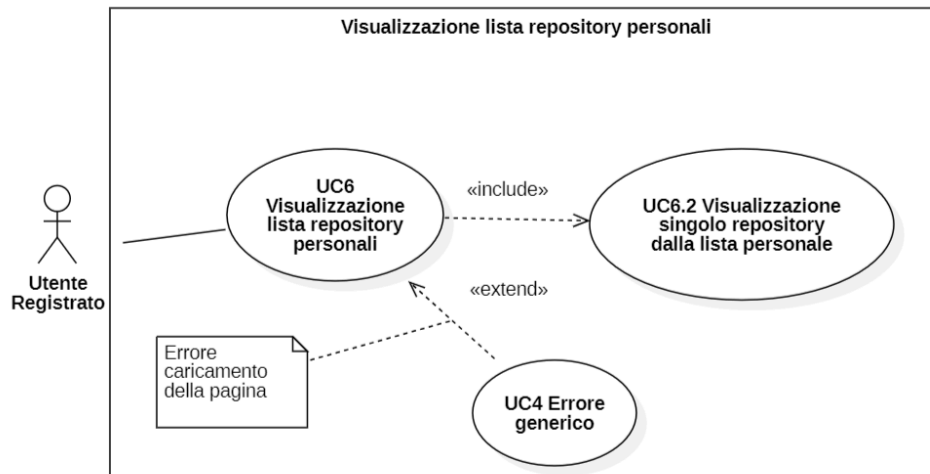 Visualizzazione lista repository personali
UC6
Visualizzazione
lista repository
personali
«include»
UC6.2 Visualizzazione
singolo repository
dalla lista personale
Utente
Registrato
«extend»
Errore
caricamento
della pagina
UC4 Errore
generico